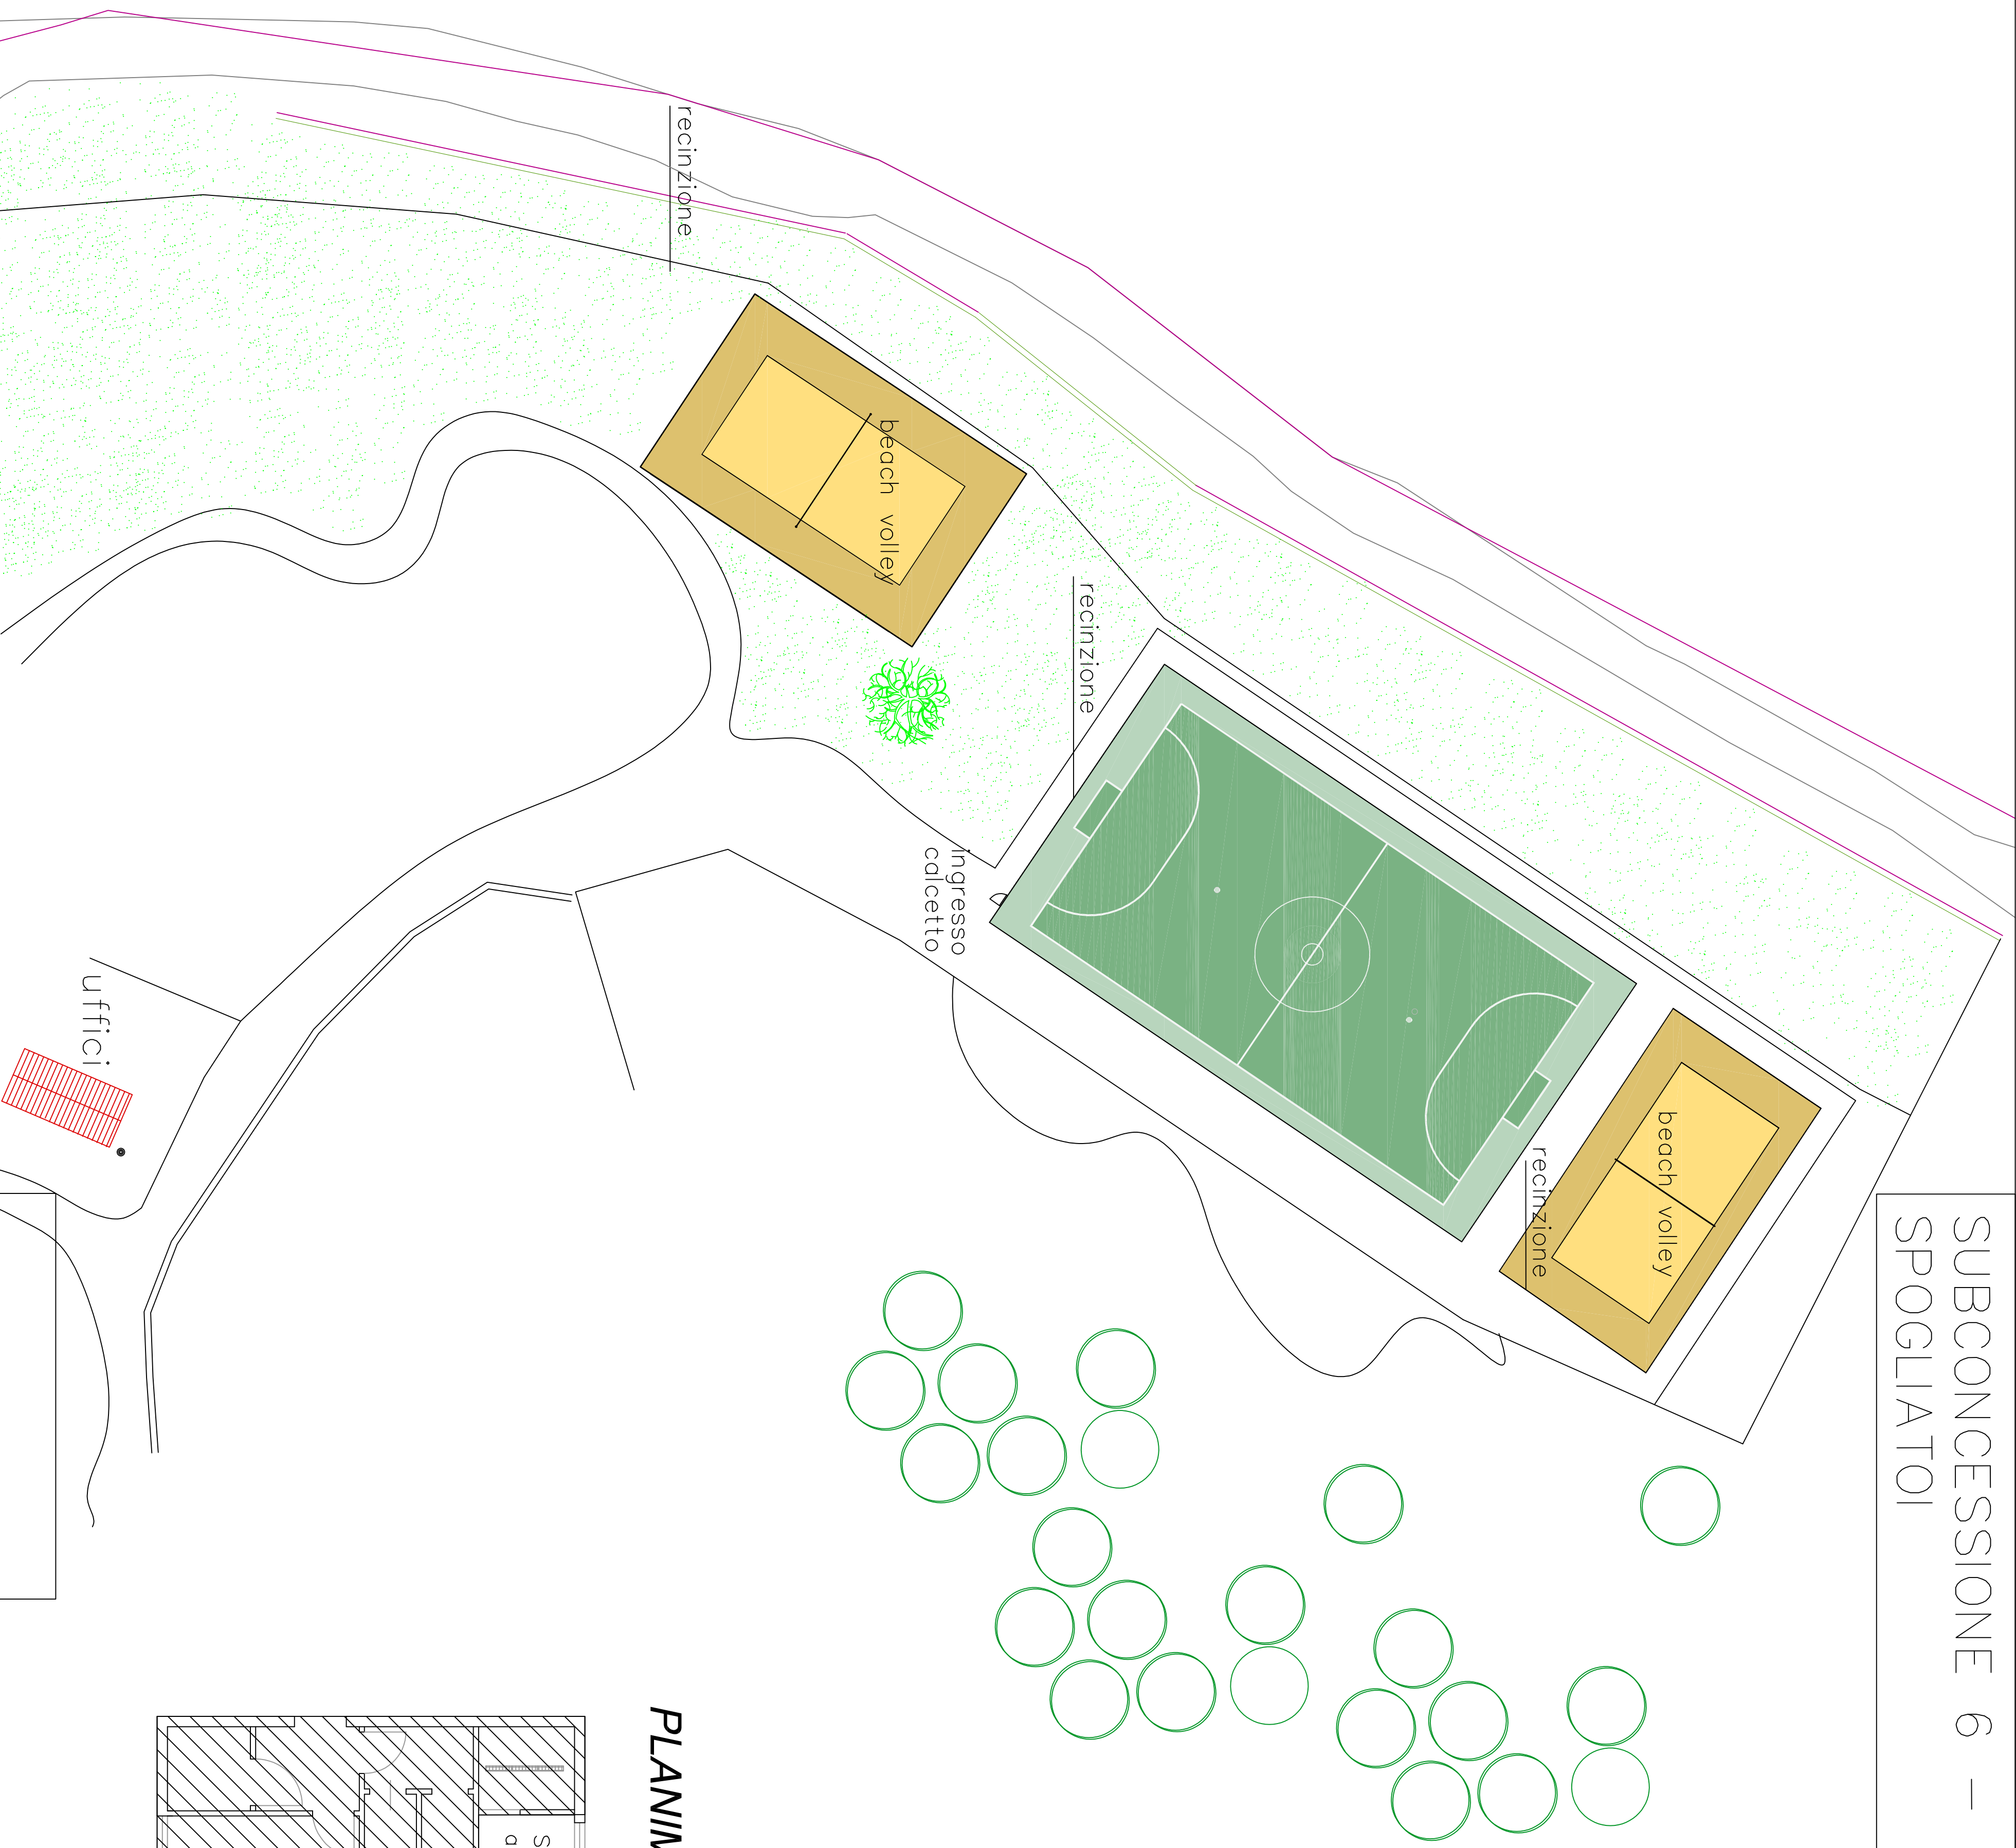 recinzione
beach volley
recinzione
ingresso
calcetto
uffici
beach volley
recinzione
SUBCONCESSIONE 6 —
SPOGLIATOI